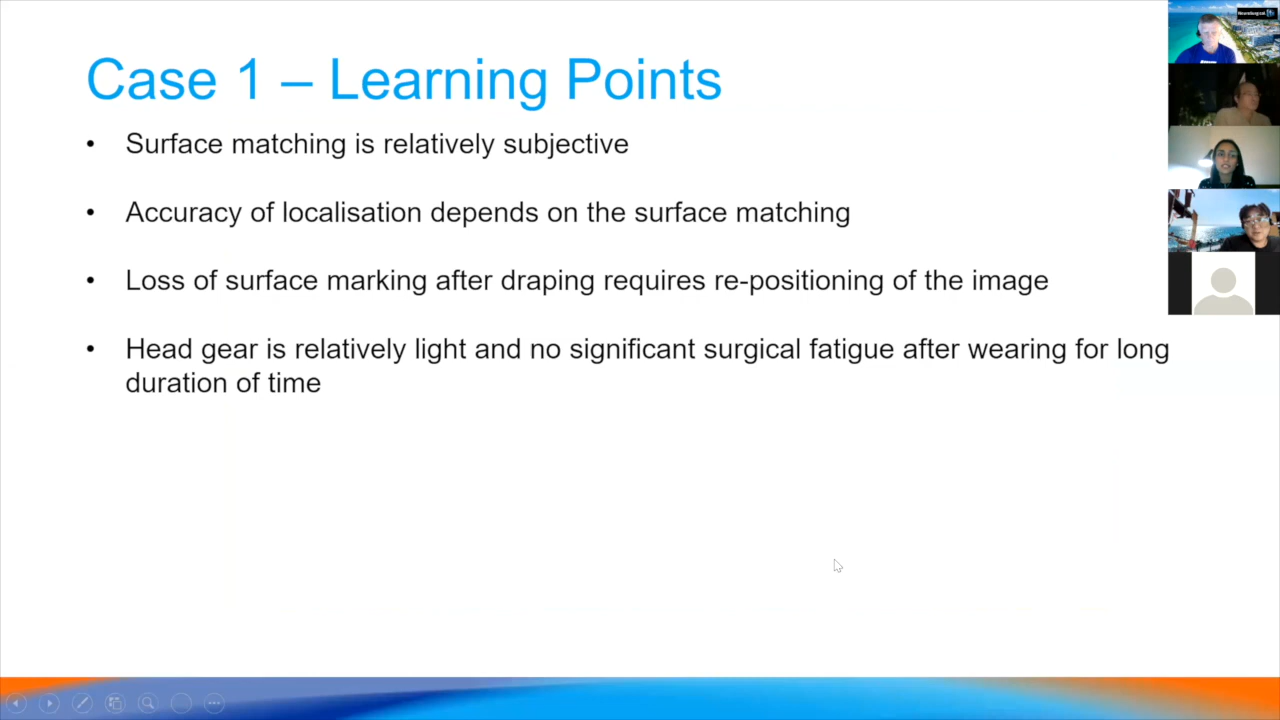 Case 1 – Learning Points
• Surface matching is relatively subjective
• Accuracy of localisation depends on the surface matching
• Loss of surface marking after draping requires re-positioning of the image
• Head gear is relatively light and no significant surgical fatigue after wearing for long
duration of time
Neurosurgical